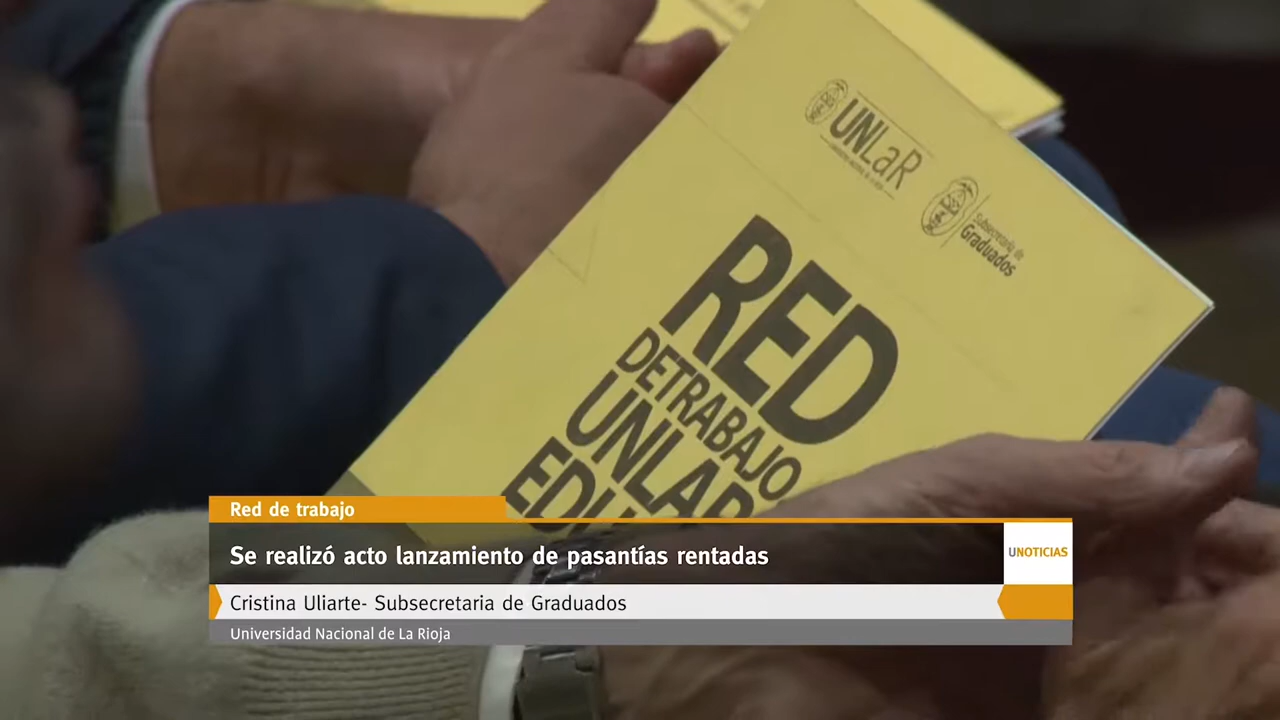 UNLaR
Subsecretaría de
Graduados
RED
DETRABAJO
UNLAR
Red de trabajo
Se realizó acto lanzamiento de pasantías rentadas
UNOTICIAS
Cristina Uliarte- Subsecretaria de Graduados
Universidad Nacional de La Rioja